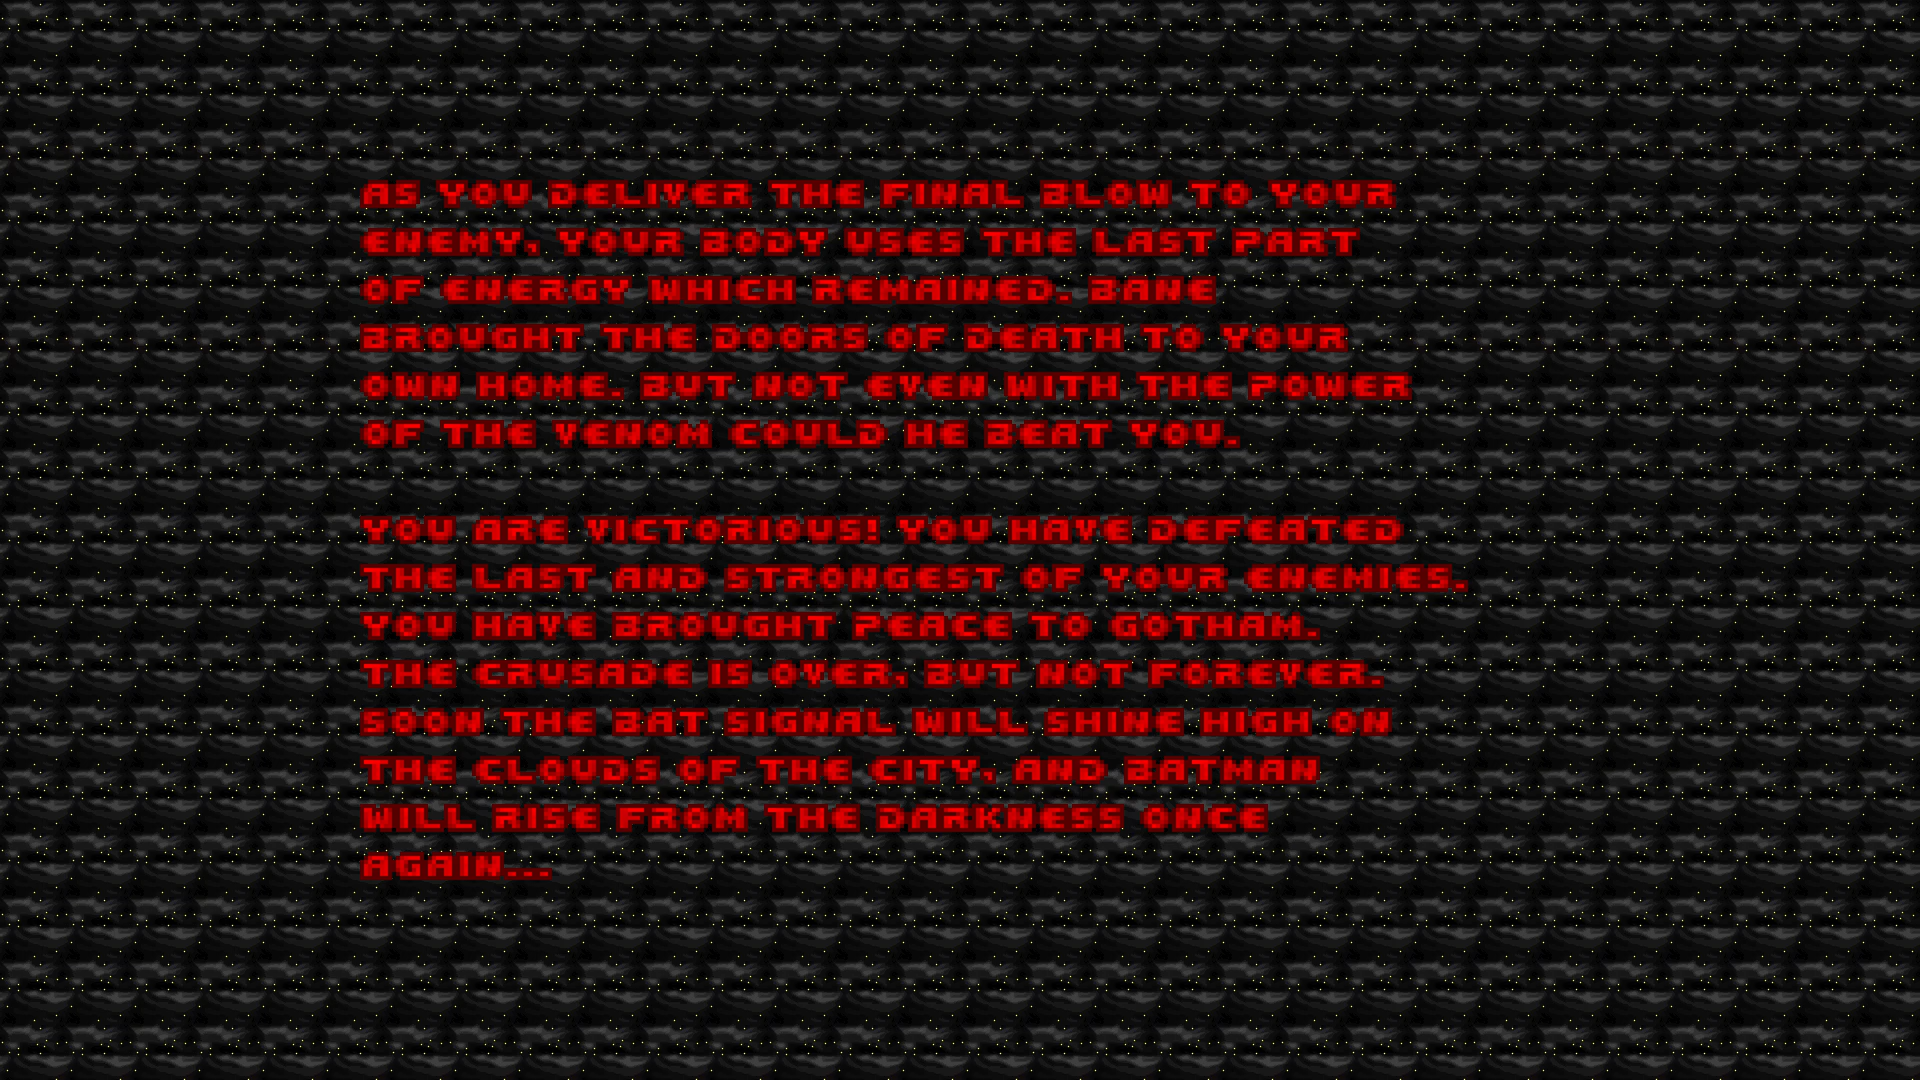 AS YOU DELIVER THE FINAL BLOW TO YOUR
ENEMY, YOUR BODY USES THE LAST PART
OF ENERGY WHICH REMAINED. BANE
BROUGHT THE DOORS OF DEATH TO YOUR
OWN HOME. BUT NOT EVEN WITH THE POWER
OF THE VENOM COULD HE BEAT YOU.
YOU ARE VICTORIOUS! YOU HAVE DEFEATED
THE LAST AND STRONGEST OF YOUR ENEMIES.
YOU HAVE BROUGHT PEACE TO GOTHAM.
THE CRUSADE IS OVER, BUT NOT FOREVER.
SOON THE BAT SIGNAL WILL SHINE HIGH ON
THE CLOUDS OF THE CITY, AND BATMAN
WILL RISE FROM THE DARKNESS ONCE
AGAIN...